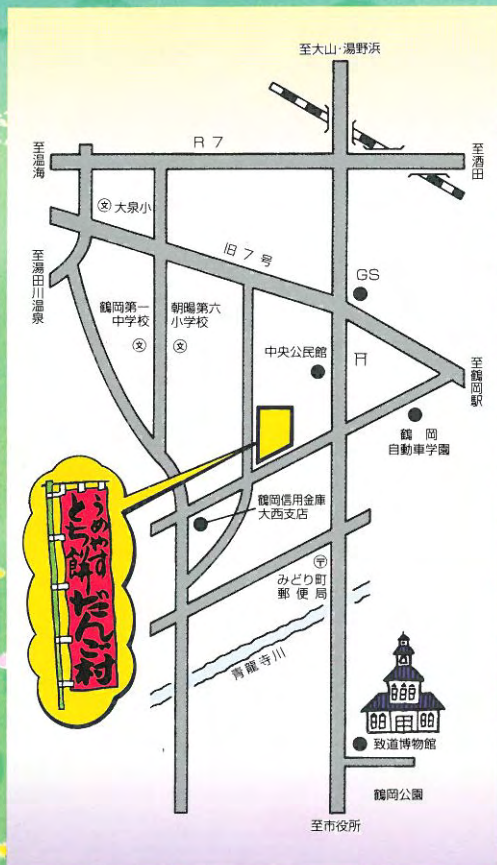 至大山・湯野浜
R7
至温海
至酒田
文 大泉小
旧7号
至湯田川温泉
GS
鶴岡第一
中学校
文
朝暘第六
小学校
文
中央公民館
至鶴岡駅
鶴岡
自動車学園
うめやす
とち餅だんご村
鶴岡信用金庫
大西支店
〒
みどり町
郵便局
青龍寺川
致道博物館
鶴岡公園
至市役所